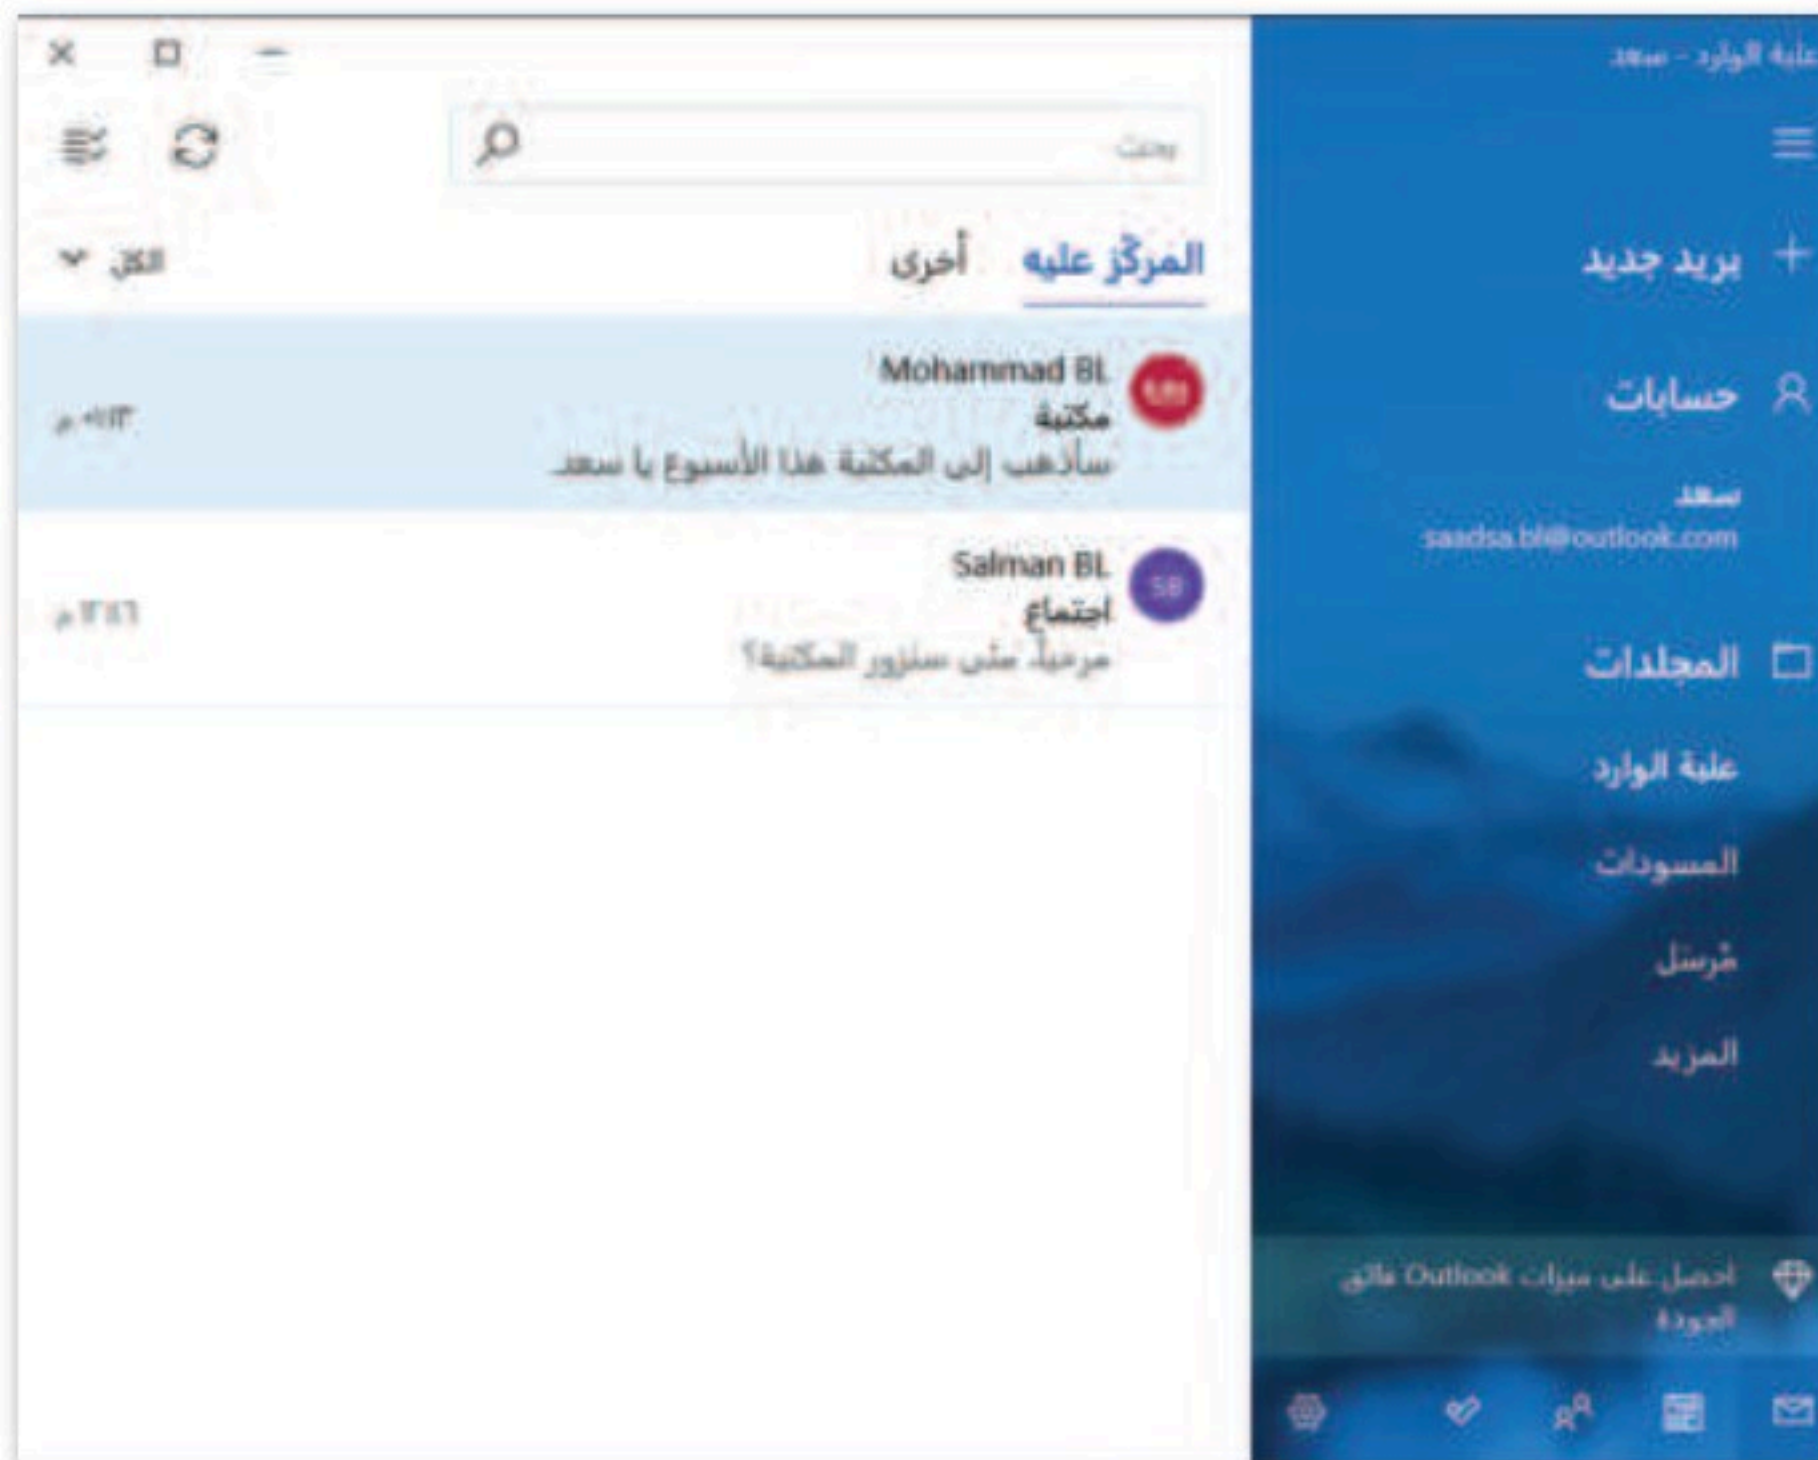 علبة الوارد - سعد
بريد جديد
حسابات
سعد
saadsa.bl@outlook.com
المجلدات
علبة الوارد
المسودات
مُرسَل
المزيد
احصل على ميزات Outlook فائق
الجودة
بحث
المركّز عليه
أخرى
الكل
Mohammad BL
مكتبة
سأذهب إلى المكتبة هذا الأسبوع يا سعد.
Salman BL
SB
اجتماع
مرحباً، متى سنزور المكتبة؟